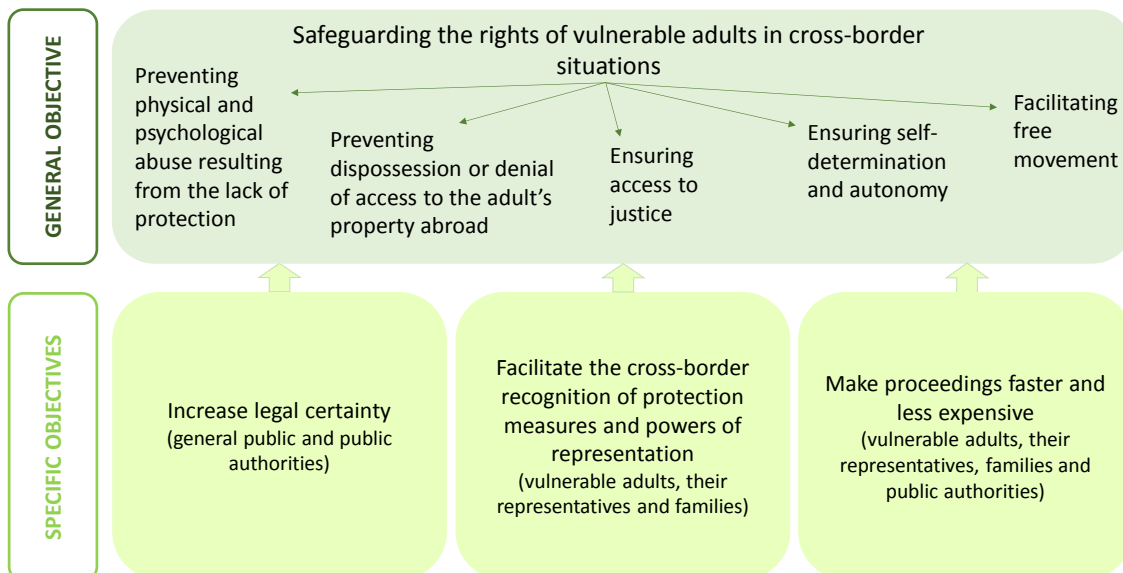 GENERAL OBJECTIVE
Safeguarding the rights of vulnerable adults in cross-border
situations
Preventing
physical and
psychological
abuse resulting
from the lack of
protection
Preventing
dispossession or denial
of access to the adult's
property abroad
Ensuring
access to
justice
Ensuring self-
determination
and autonomy
Facilitating
free
movement
SPECIFIC OBJECTIVES
Increase legal certainty
(general public and public
authorities)
Facilitate the cross-border
recognition of protection
measures and powers of
representation
(vulnerable adults, their
representatives and families)
Make proceedings faster and
less expensive
(vulnerable adults, their
representatives, families and
public authorities)